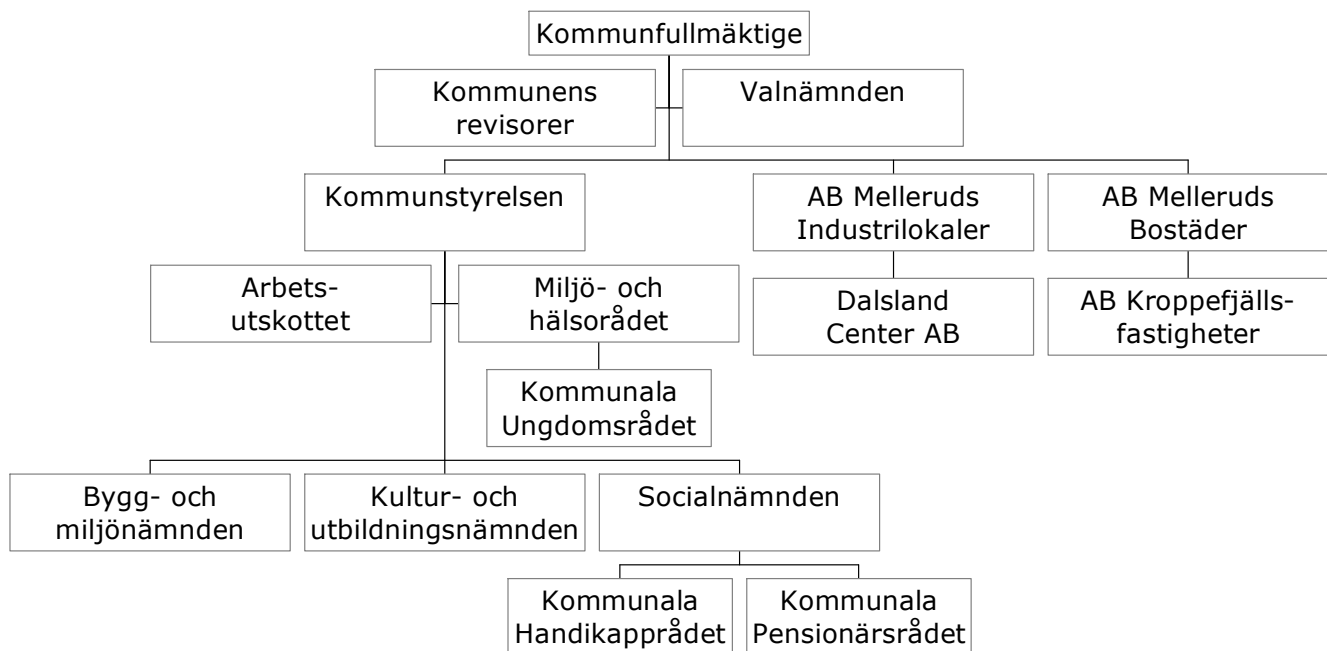 Kommunfullmäktige
Kommunens
revisorer
Valnämnden
Kommunstyrelsen
AB Melleruds
Industrilokaler
AB Melleruds
Bostäder
Arbets-
utskottet
Miljö- och
hälsorådet
Dalsland
Center AB
AB Kroppefjälls-
fastigheter
Kommunala
Ungdomsrådet
Bygg- och
miljönämnden
Kultur- och
utbildningsnämnden
Socialnämnden
Kommunala
Handikapprådet
Kommunala
Pensionärsrådet